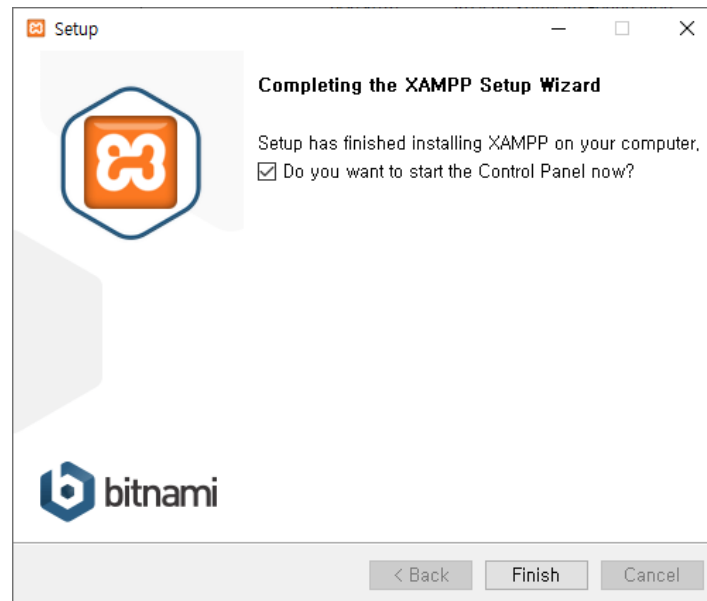 Setup
Completing the XAMPP Setup Wizard
Setup has finished installing XAMPP on your computer.
Do you want to start the Control Panel now?
bitnami
< Back
Finish
Cancel